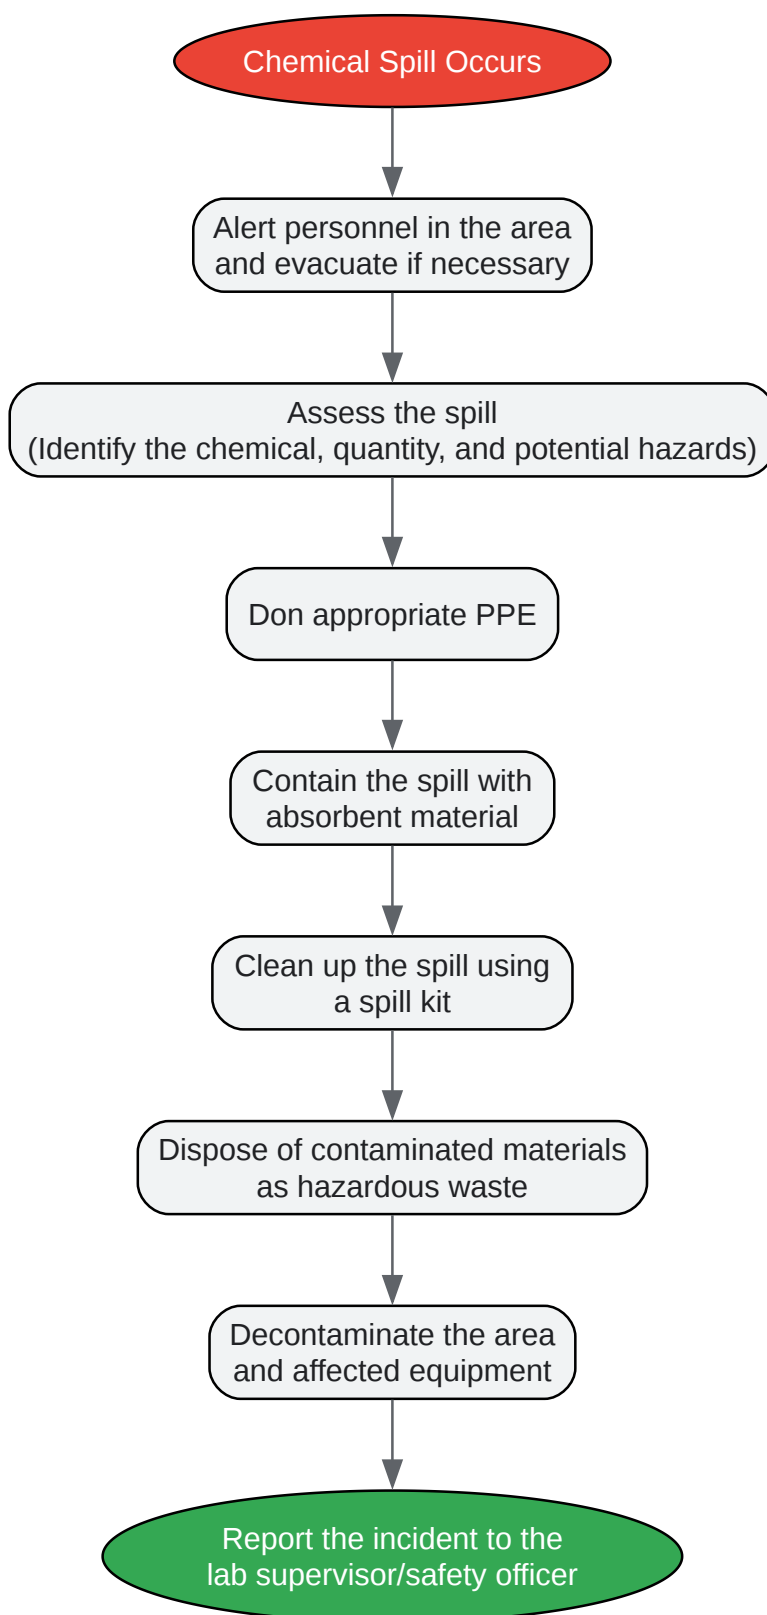 Chemical Spill Occurs
Alert personnel in the area
and evacuate if necessary
Assess the spill
(Identify the chemical, quantity, and potential hazards)
Don appropriate PPE
Contain the spill with
absorbent material
Clean up the spill using
a spill kit
Dispose of contaminated materials
as hazardous waste
Decontaminate the area
and affected equipment
Report the incident to the
lab supervisor/safety officer